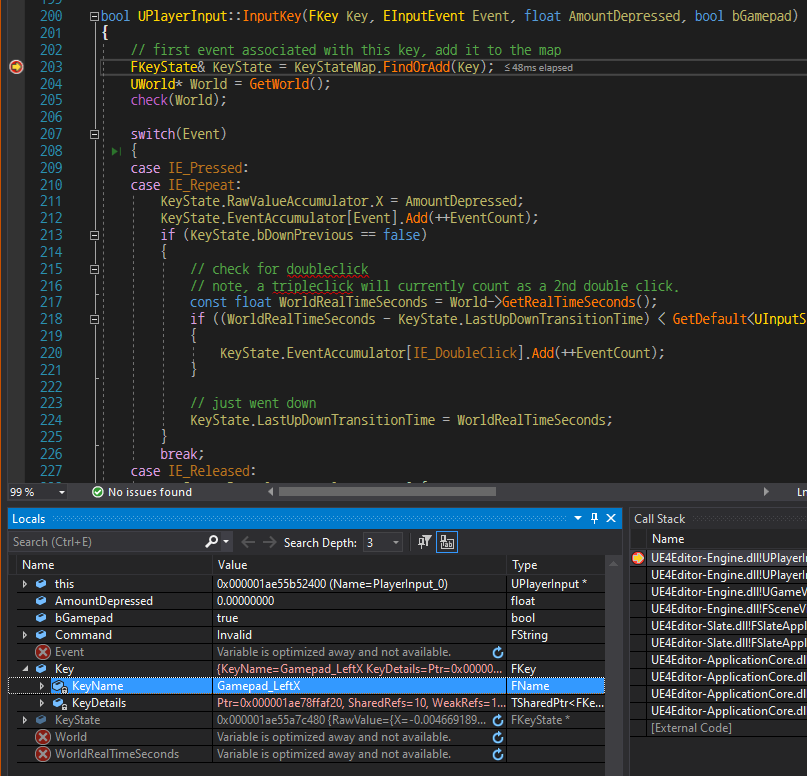 200 bool UPlayerInput::InputKey(FKey Key, EInputEvent Event, float AmountDepressed, bool bGamepad)
201 {
202 // first event associated with this key, add it to the map
203 FKeyState& KeyState = KeyStateMap.FindOrAdd(Key); ≤ 48ms elapsed
204 UWorld* World = GetWorld();
205 check(World);
206
207 switch(Event)
208 {
209 case IE_Pressed:
210 case IE_Repeat:
211 KeyState.RawValueAccumulator.X = AmountDepressed;
212 KeyState.EventAccumulator[Event].Add(++EventCount);
213 if (KeyState.bDownPrevious == false)
214 {
215 // check for doubleclick
216 // note, a tripleclick will currently count as a 2nd double click.
217 const float WorldRealTimeSeconds = World->GetRealTimeSeconds();
218 if ((WorldRealTimeSeconds - KeyState.LastUpDownTransitionTime) < GetDefault<UInputS
219 {
220 KeyState.EventAccumulator[IE_DoubleClick].Add(++EventCount);
221 }
222
223 // just went down
224 KeyState.LastUpDownTransitionTime = WorldRealTimeSeconds;
225 }
226 break;
227 case IE_Released:
99 % No issues found Ln
Locals
Search (Ctrl+E) Search Depth: 3
Name Value Type
this 0x000001ae55b52400 (Name=PlayerInput_0) UPlayerInput *
AmountDepressed 0.00000000 float
bGamepad true bool
Command Invalid FString
Event Variable is optimized away and not available.
Key {KeyName=Gamepad_LeftX KeyDetails=Ptr=0x00000... FKey
KeyName Gamepad_LeftX FName
KeyDetails Ptr=0x000001ae78ffaf20, SharedRefs=10, WeakRefs=1... TSharedPtr<FKe...
KeyState 0x000001ae55a7c480 {RawValue={X=-0.004669189... FKeyState *
World Variable is optimized away and not available.
WorldRealTimeSeconds Variable is optimized away and not available.
Call Stack
Name
UE4Editor-Engine.dll!UPlayerIn
UE4Editor-Engine.dll!UPlayerIn
UE4Editor-Engine.dll!UGameV
UE4Editor-Engine.dll!FSceneVi
UE4Editor-Slate.dll!FSlateAppl
UE4Editor-Slate.dll!FSlateAppl
UE4Editor-ApplicationCore.dl
UE4Editor-ApplicationCore.dl
UE4Editor-ApplicationCore.dl
UE4Editor-ApplicationCore.dl
[External Code]